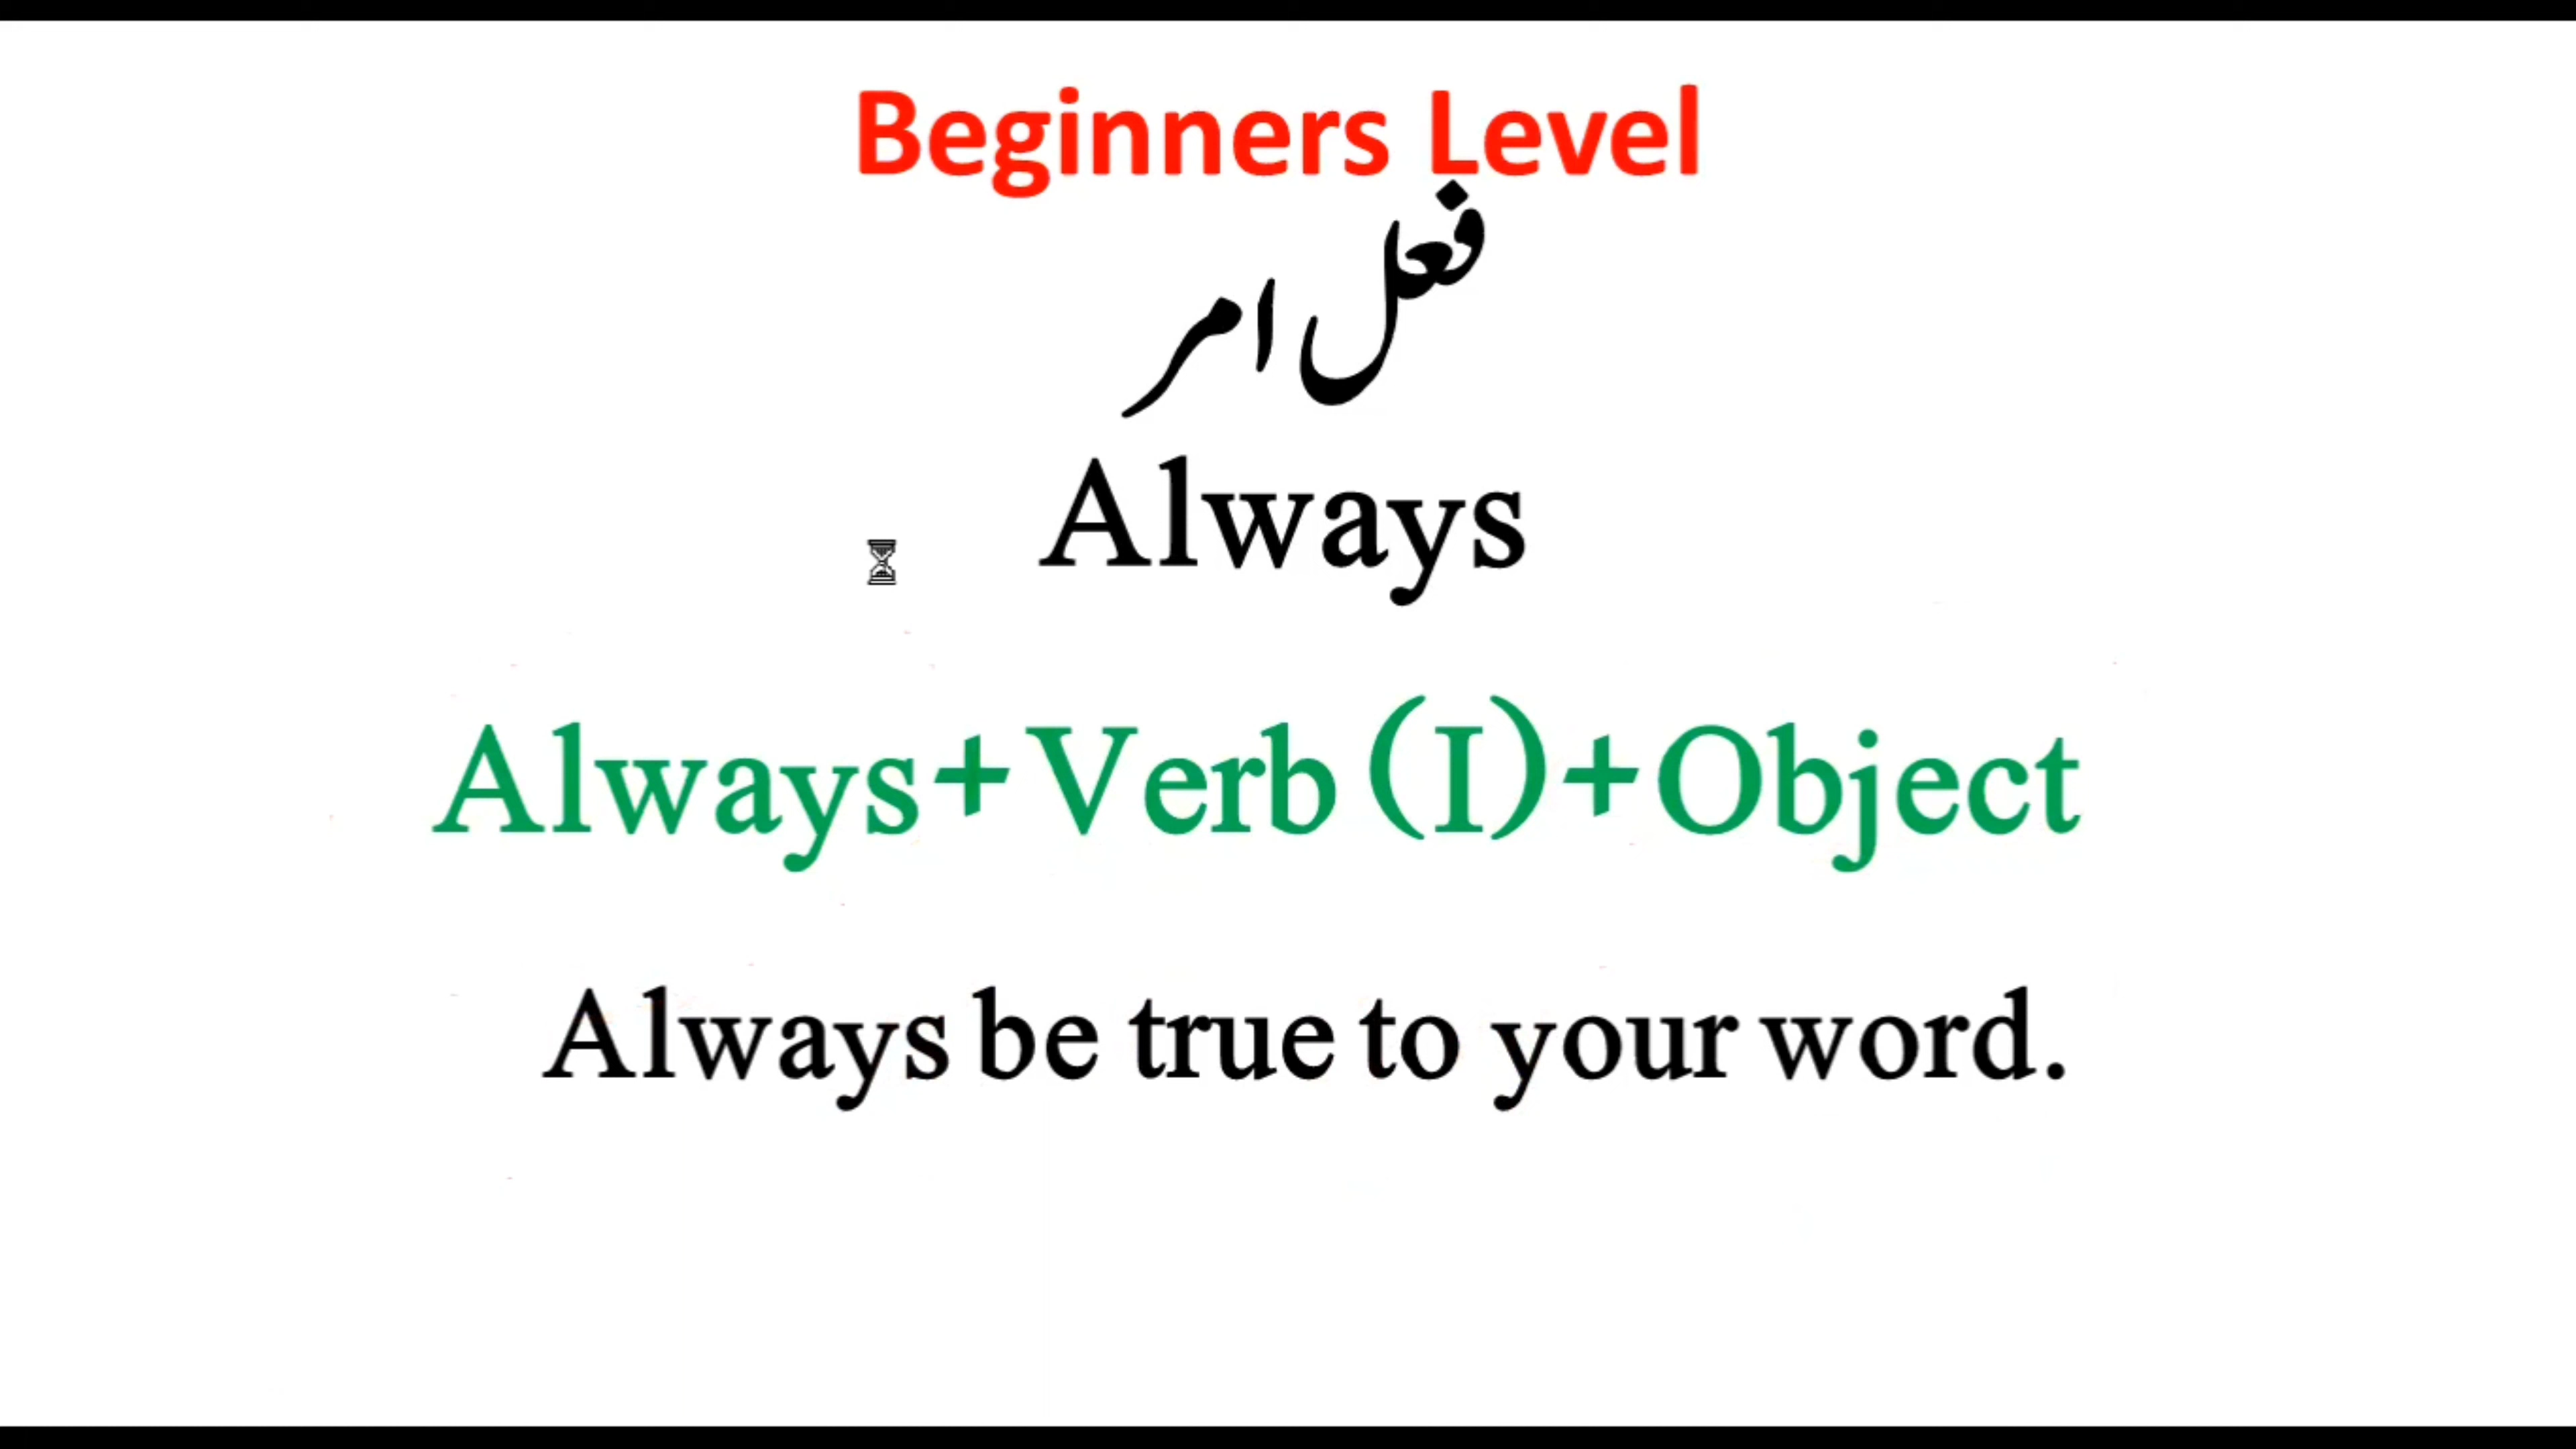 Beginners Level
فعل امر
Always
Always+Verb (I)+Object
Always be true to your word.